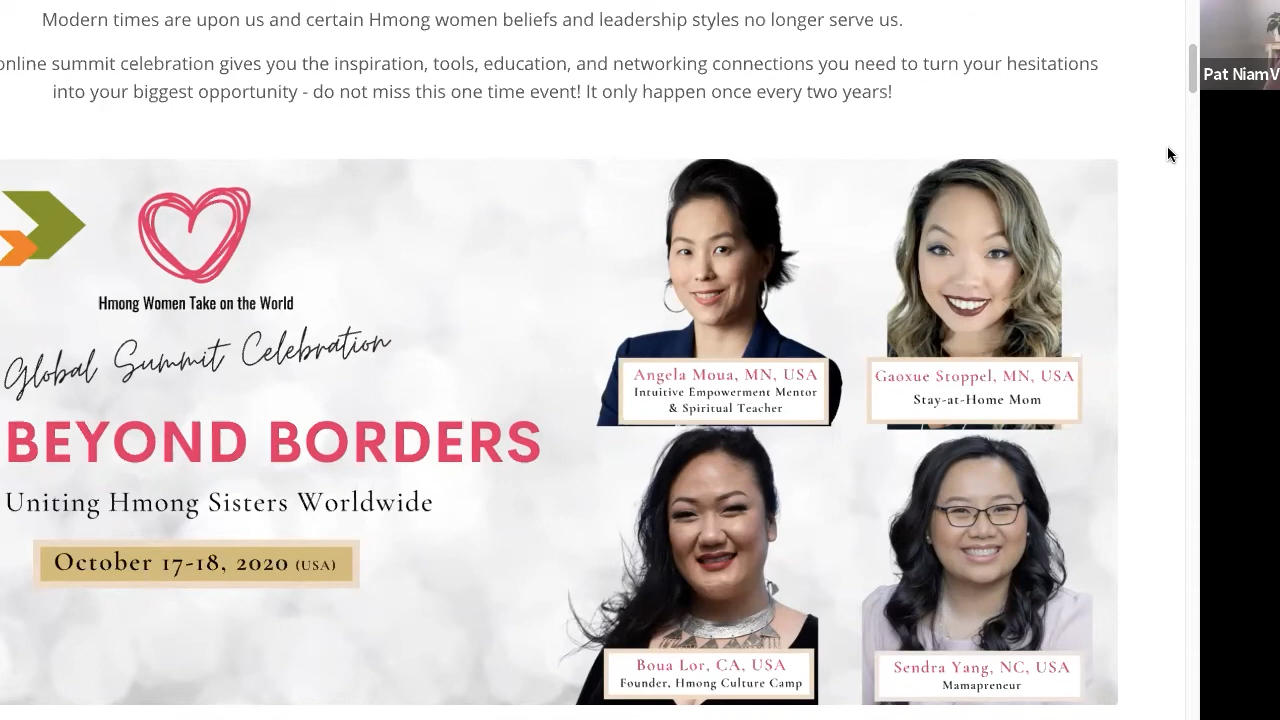 Modern times are upon us and certain Hmong women beliefs and leadership styles no longer serve us.
online summit celebration gives you the inspiration, tools, education, and networking connections you need to turn your hesitations
into your biggest opportunity - do not miss this one time event! It only happen once every two years!
Pat Niam V
Hmong Women Take on the World
Global Summit Celebration
BEYOND BORDERS
Uniting Hmong Sisters Worldwide
October 17-18, 2020 (USA)
Angela Moua, MN, USA
Intuitive Empowerment Mentor
& Spiritual Teacher
Gaoxue Stoppel, MN, USA
Stay-at-Home Mom
Boua Lor, CA, USA
Founder, Hmong Culture Camp
Sendra Yang, NC, USA
Mamapreneur